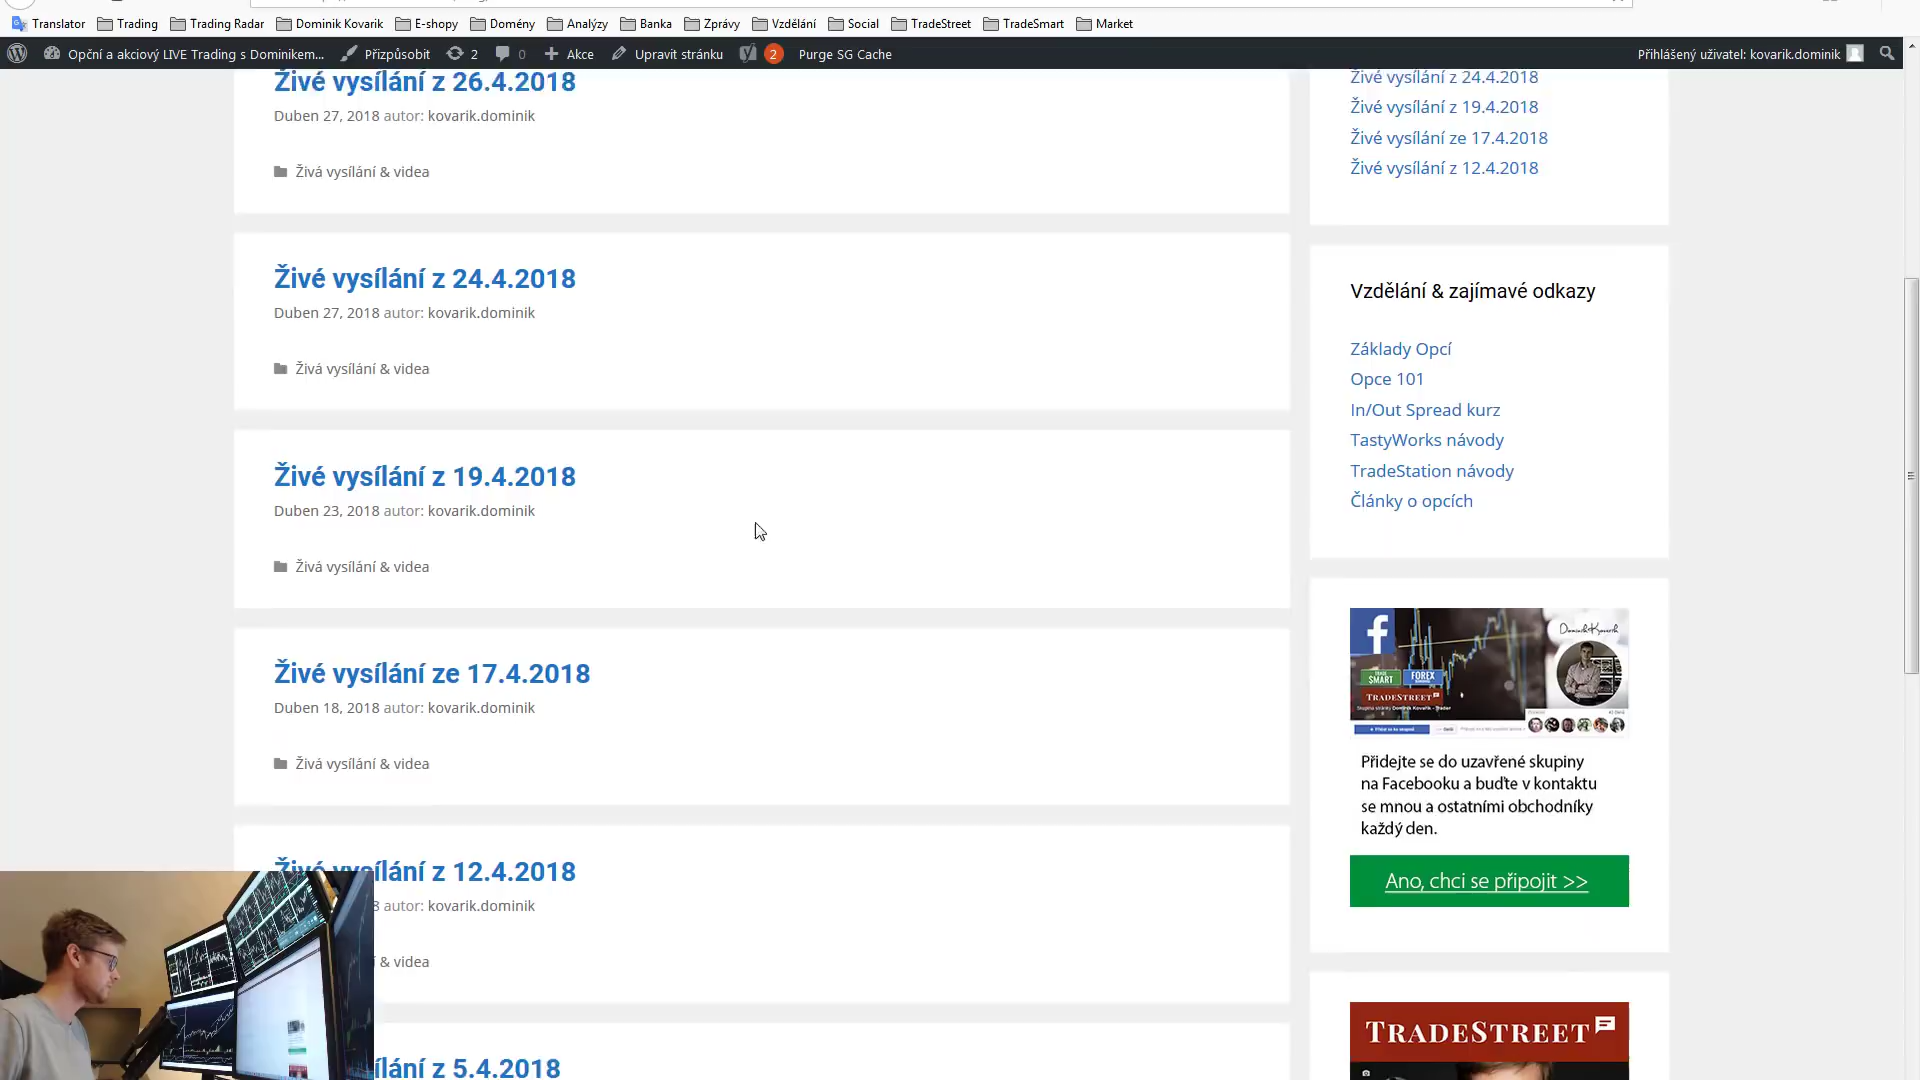 Translator Trading Trading Radar Dominik Kovarik E-shopy Domény Analýzy Banka Zprávy Vzdělání Social TradeStreet TradeSmart Market
Opční a akciový LIVE Trading s Dominikem... Přizpůsobit 2 0 Akce Upravit stránku 2 Purge SG Cache Přihlášený uživatel: kovarik.dominik
Živé vysílání z 26.4.2018
Duben 27, 2018 autor: kovarik.dominik
Živá vysílání & videa
Živé vysílání z 24.4.2018
Duben 27, 2018 autor: kovarik.dominik
Živá vysílání & videa
Živé vysílání z 19.4.2018
Duben 23, 2018 autor: kovarik.dominik
Živá vysílání & videa
Živé vysílání ze 17.4.2018
Duben 18, 2018 autor: kovarik.dominik
Živá vysílání & videa
Živé vysílání z 12.4.2018
8 autor: kovarik.dominik
í & videa
ílání z 5.4.2018
Živé vysílání z 24.4.2018
Živé vysílání z 19.4.2018
Živé vysílání ze 17.4.2018
Živé vysílání z 12.4.2018
Vzdělání & zajímavé odkazy
Základy Opcí
Opce 101
In/Out Spread kurz
TastyWorks návody
TradeStation návody
Články o opcích
Dominik Kovarik
TRADE SMART FOREX
TRADESTREET
Přidejte se do uzavřené skupiny
na Facebooku a buďte v kontaktu
se mnou a ostatními obchodníky
každý den.
Ano, chci se připojit >>
TRADESTREET